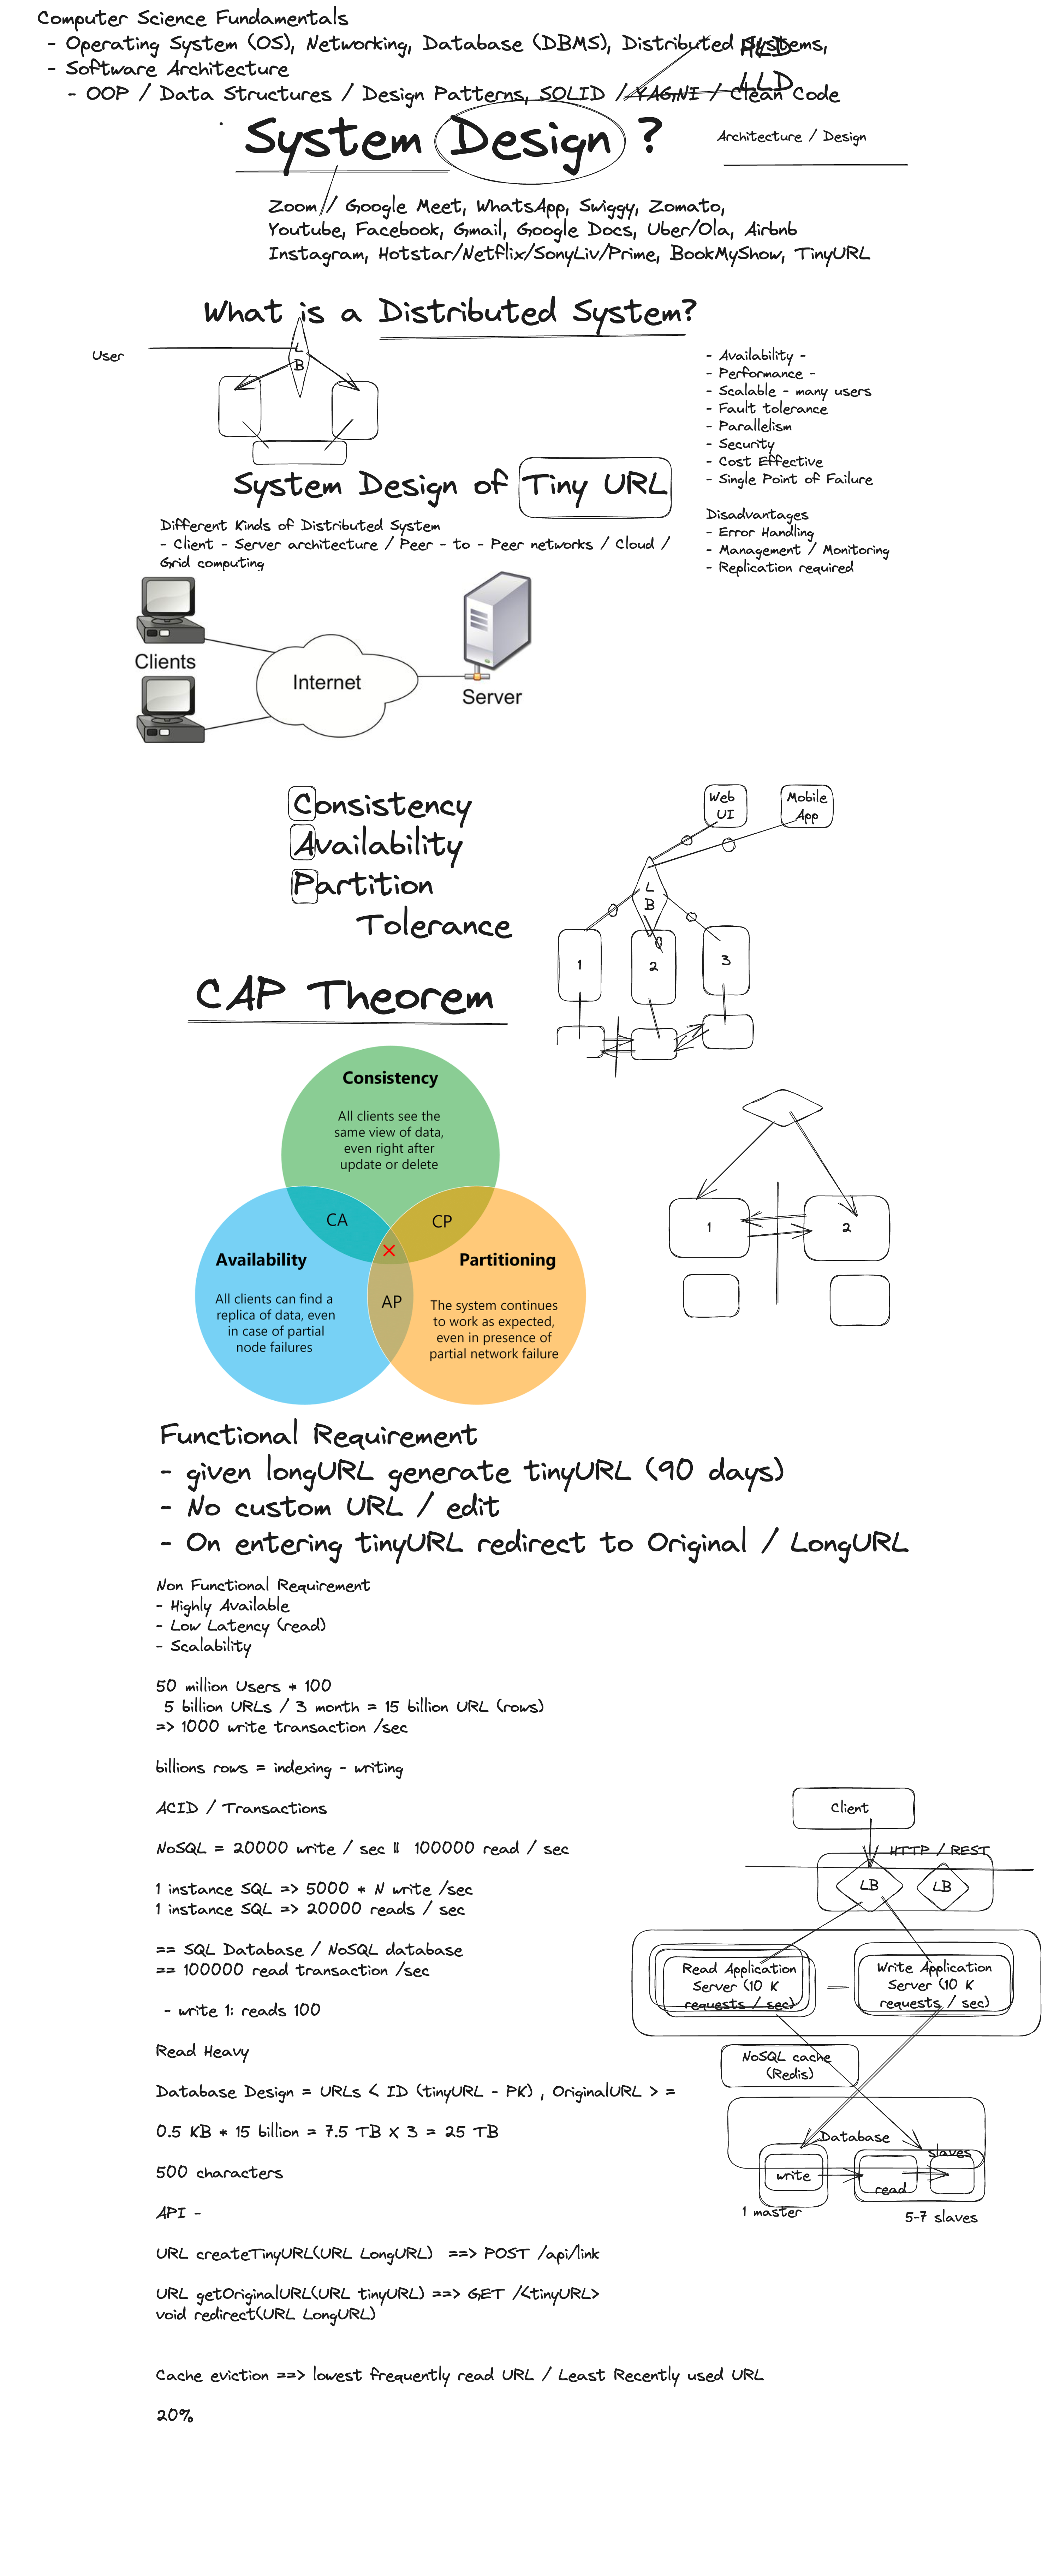 Computer Science Fundamentals
- Operating System (OS), Networking, Database (DBMS), Distributed Systems,
HLD
- Software Architecture
LLD
- OOP / Data Structures / Design Patterns, SOLID / YAGNI / Clean Code
System Design ?
Architecture / Design
Zoom // Google Meet, WhatsApp, Swiggy, Zomato,
Youtube, Facebook, Gmail, Google Docs, Uber/Ola, Airbnb
Instagram, Hotstar/Netflix/SonyLiv/Prime, BookMyShow, TinyURL
What is a Distributed System?
User
L
B
- Availability -
- Performance -
- Scalable - many users
- Fault tolerance
- Parallelism
- Security
- Cost Effective
- Single Point of Failure
Disadvantages
- Error Handling
- Management / Monitoring
- Replication required
System Design of Tiny URL
Different Kinds of Distributed System
- Client - Server architecture / Peer - to - Peer networks / Cloud /
Grid computing
Clients
Internet
Server
Consistency
Availability
Partition
Tolerance
Web
UI
Mobile
App
L
B
1
2
3
CAP Theorem
Consistency
All clients see the
same view of data,
even right after
update or delete
CA
CP
Availability
All clients can find a
replica of data, even
in case of partial
node failures
AP
Partitioning
The system continues
to work as expected,
even in presence of
partial network failure
1
2
Functional Requirement
- given longURL generate tinyURL (90 days)
- No custom URL / edit
- On entering tinyURL redirect to Original / LongURL
Non Functional Requirement
- Highly Available
- Low Latency (read)
- Scalability
50 million Users * 100
5 billion URLs / 3 month = 15 billion URL (rows)
=> 1000 write transaction /sec
billions rows = indexing - writing
ACID / Transactions
NoSQL = 20000 write / sec || 100000 read / sec
1 instance SQL => 5000 * N write /sec
1 instance SQL => 20000 reads / sec
== SQL Database / NoSQL database
== 100000 read transaction /sec
- write 1: reads 100
Read Heavy
Database Design = URLs < ID (tinyURL - PK) , OriginalURL > =
0.5 KB * 15 billion = 7.5 TB x 3 = 25 TB
500 characters
API -
URL createTinyURL(URL LongURL) ==> POST /api/link
URL getOriginalURL(URL tinyURL) ==> GET /<tinyURL>
void redirect(URL LongURL)
Cache eviction ==> lowest frequently read URL / Least Recently used URL
20%
Client
HTTP / REST
LB
LB
Read Application
Server (10 K
requests / sec)
Write Application
Server (10 K
requests / sec)
NoSQL cache
(Redis)
Database
slaves
write
read
1 master
5-7 slaves